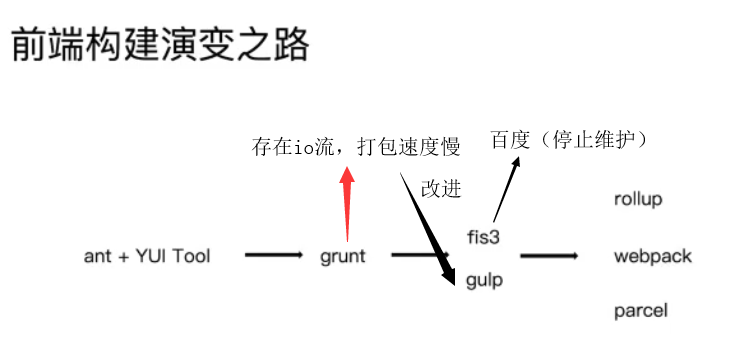 前端构建演变之路
存在io流，打包速度慢
百度（停止维护）
改进
rollup
fis3
ant + YUI Tool
grunt
webpack
gulp
parcel